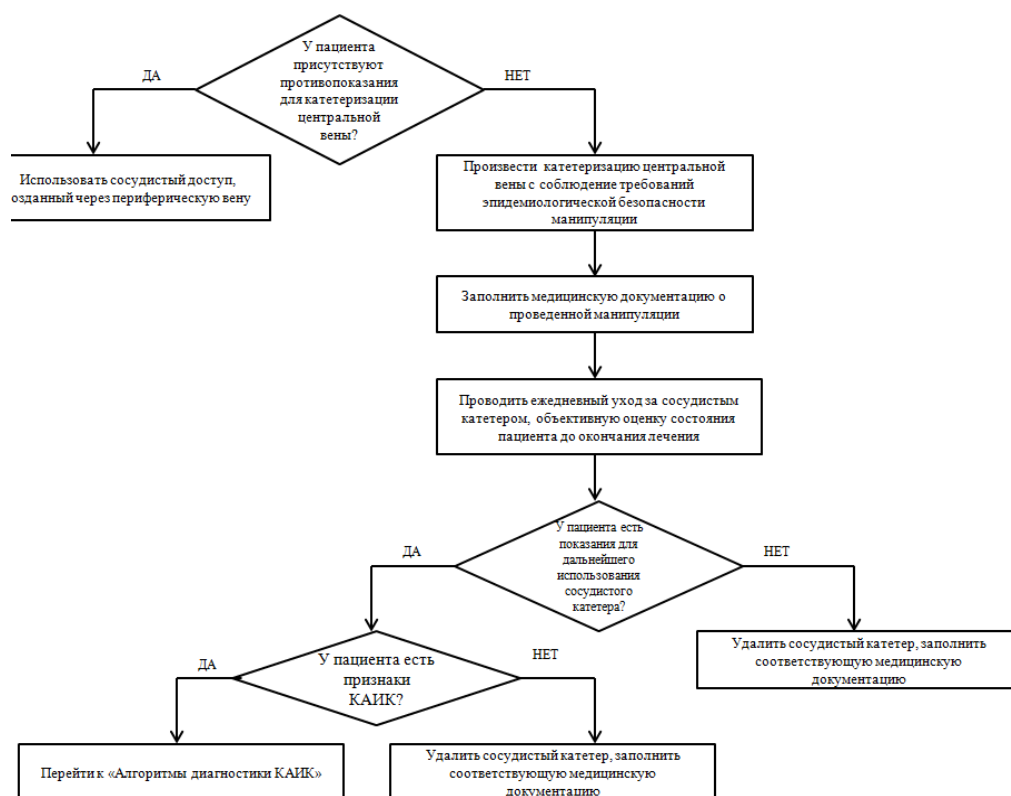 У пациента
присутствуют
противопоказания
для катетеризации
центральной
вены?
ДА
НЕТ
Использовать сосудистый доступ,
озданный через периферическую вену
Произвести катетеризацию центральной
вены с соблюдение требований
эпидемиологической безопасности
манипуляции
Заполнить медицинскую документацию о
проведенной манипуляции
Проводить ежедневный уход за сосудистым
катетером, объективную оценку состояния
пациента до окончания лечения
У пациента есть
показания для
дальнейшего
использования
сосудистого
катетера?
ДА
НЕТ
Удалить сосудистый катетер, заполнить
соответствующую медицинскую
документацию
У пациента есть
признаки
КАИК?
ДА
НЕТ
Перейти к «Алгоритмы диагностики КАИК»
Удалить сосудистый катетер, заполнить
соответствующую медицинскую
документацию